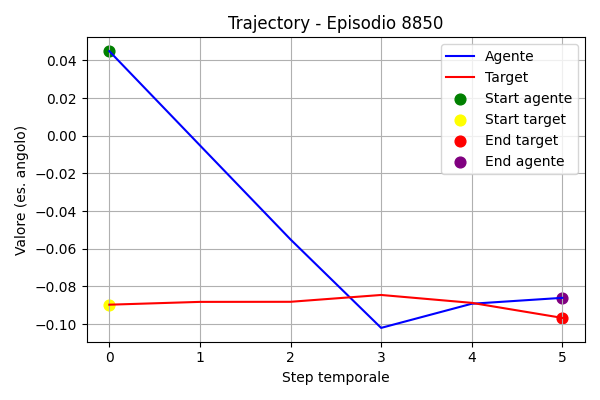 Trajectory - Episodio 8850
Valore (es. angolo)
0.04
0.02
0.00
−0.02
−0.04
−0.06
−0.08
−0.10
Agente
Target
Start agente
Start target
End target
End agente
0 1 2 3 4 5
Step temporale